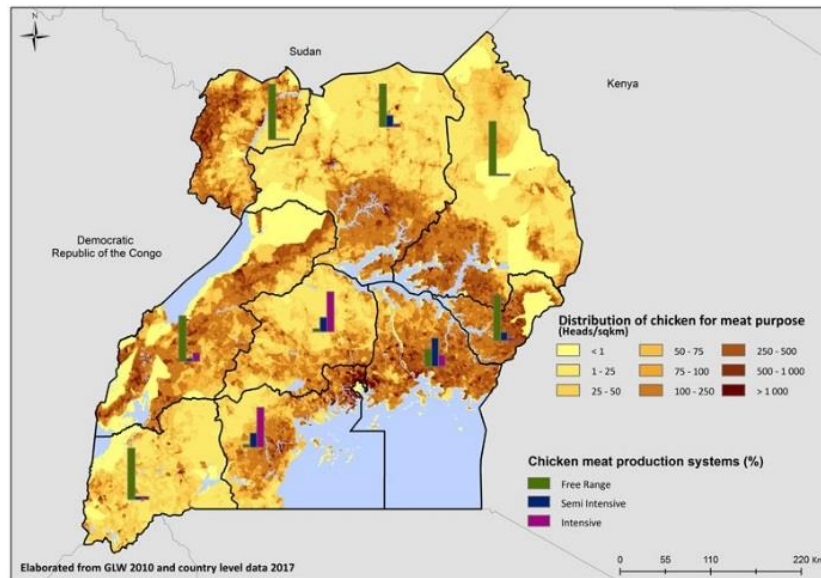 N
Sudan
Kenya
Democratic
Republic of the Congo
Distribution of chicken for meat purpose
(Heads/sqkm)
< 1 50 - 75 250 - 500
1 - 25 75 - 100 500 - 1 000
25 - 50 100 - 250 > 1 000
Chicken meat production systems (%)
Free Range
Semi Intensive
Intensive
Elaborated from GLW 2010 and country level data 2017
0 55 110 220 Km